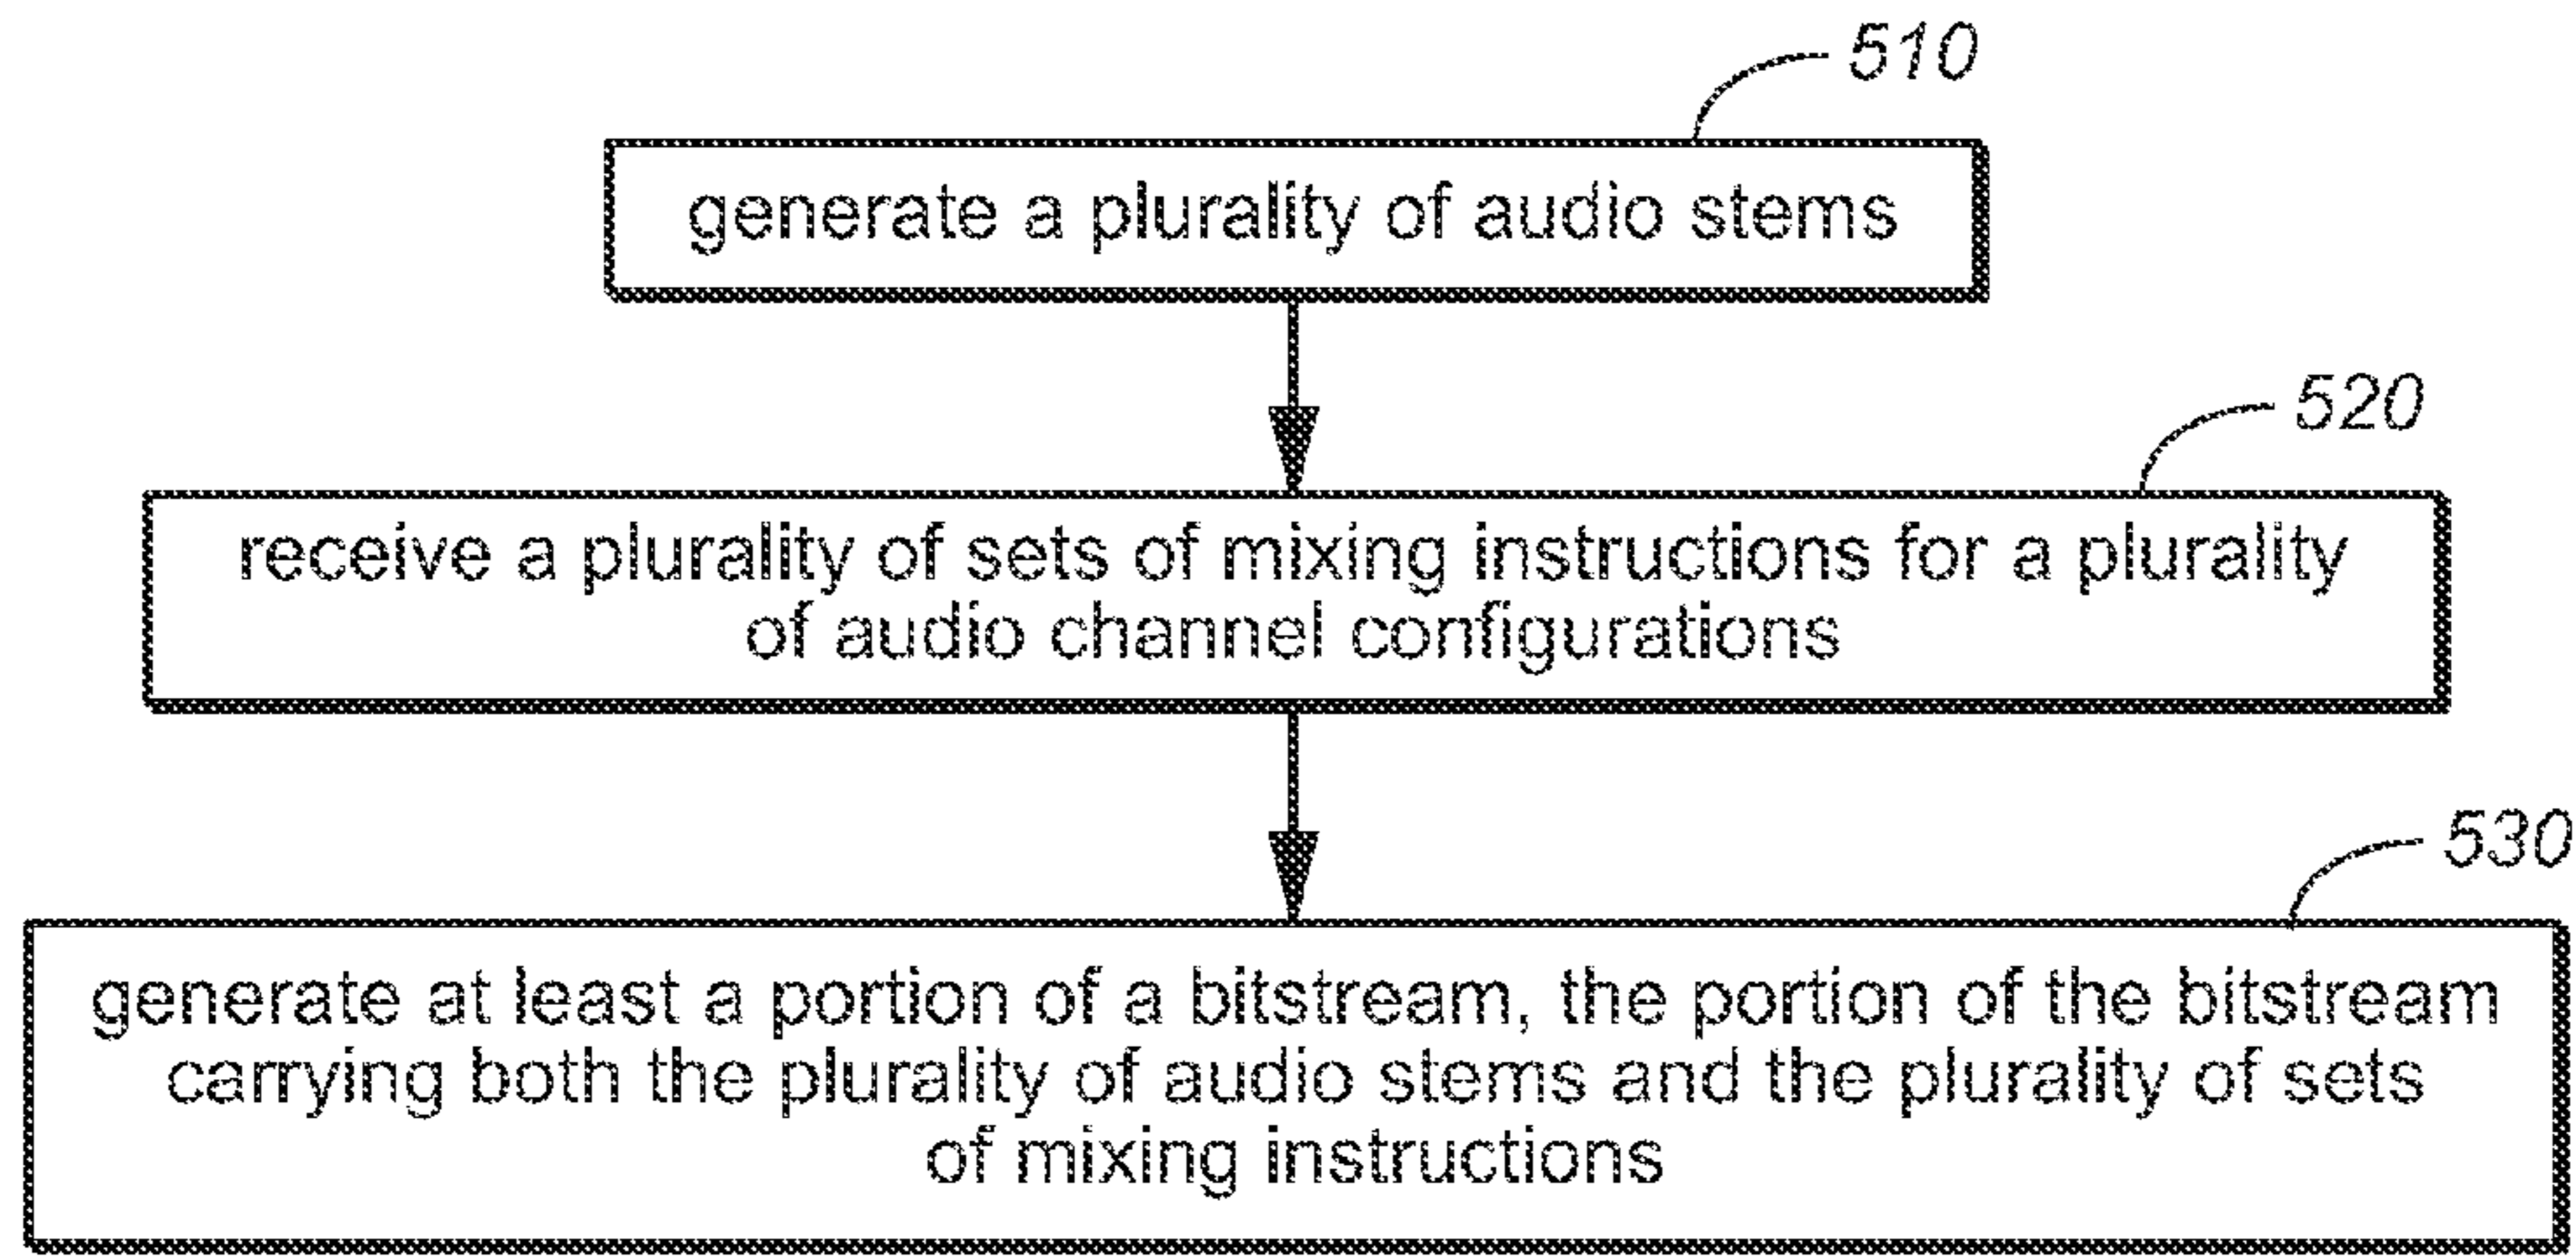 510
generate a plurality of audio stems
520
receive a plurality of sets of mixing instructions for a plurality
of audio channel configurations
530
generate at least a portion of a bitstream, the portion of the bitstream
carrying both the plurality of audio stems and the plurality of sets
of mixing instructions